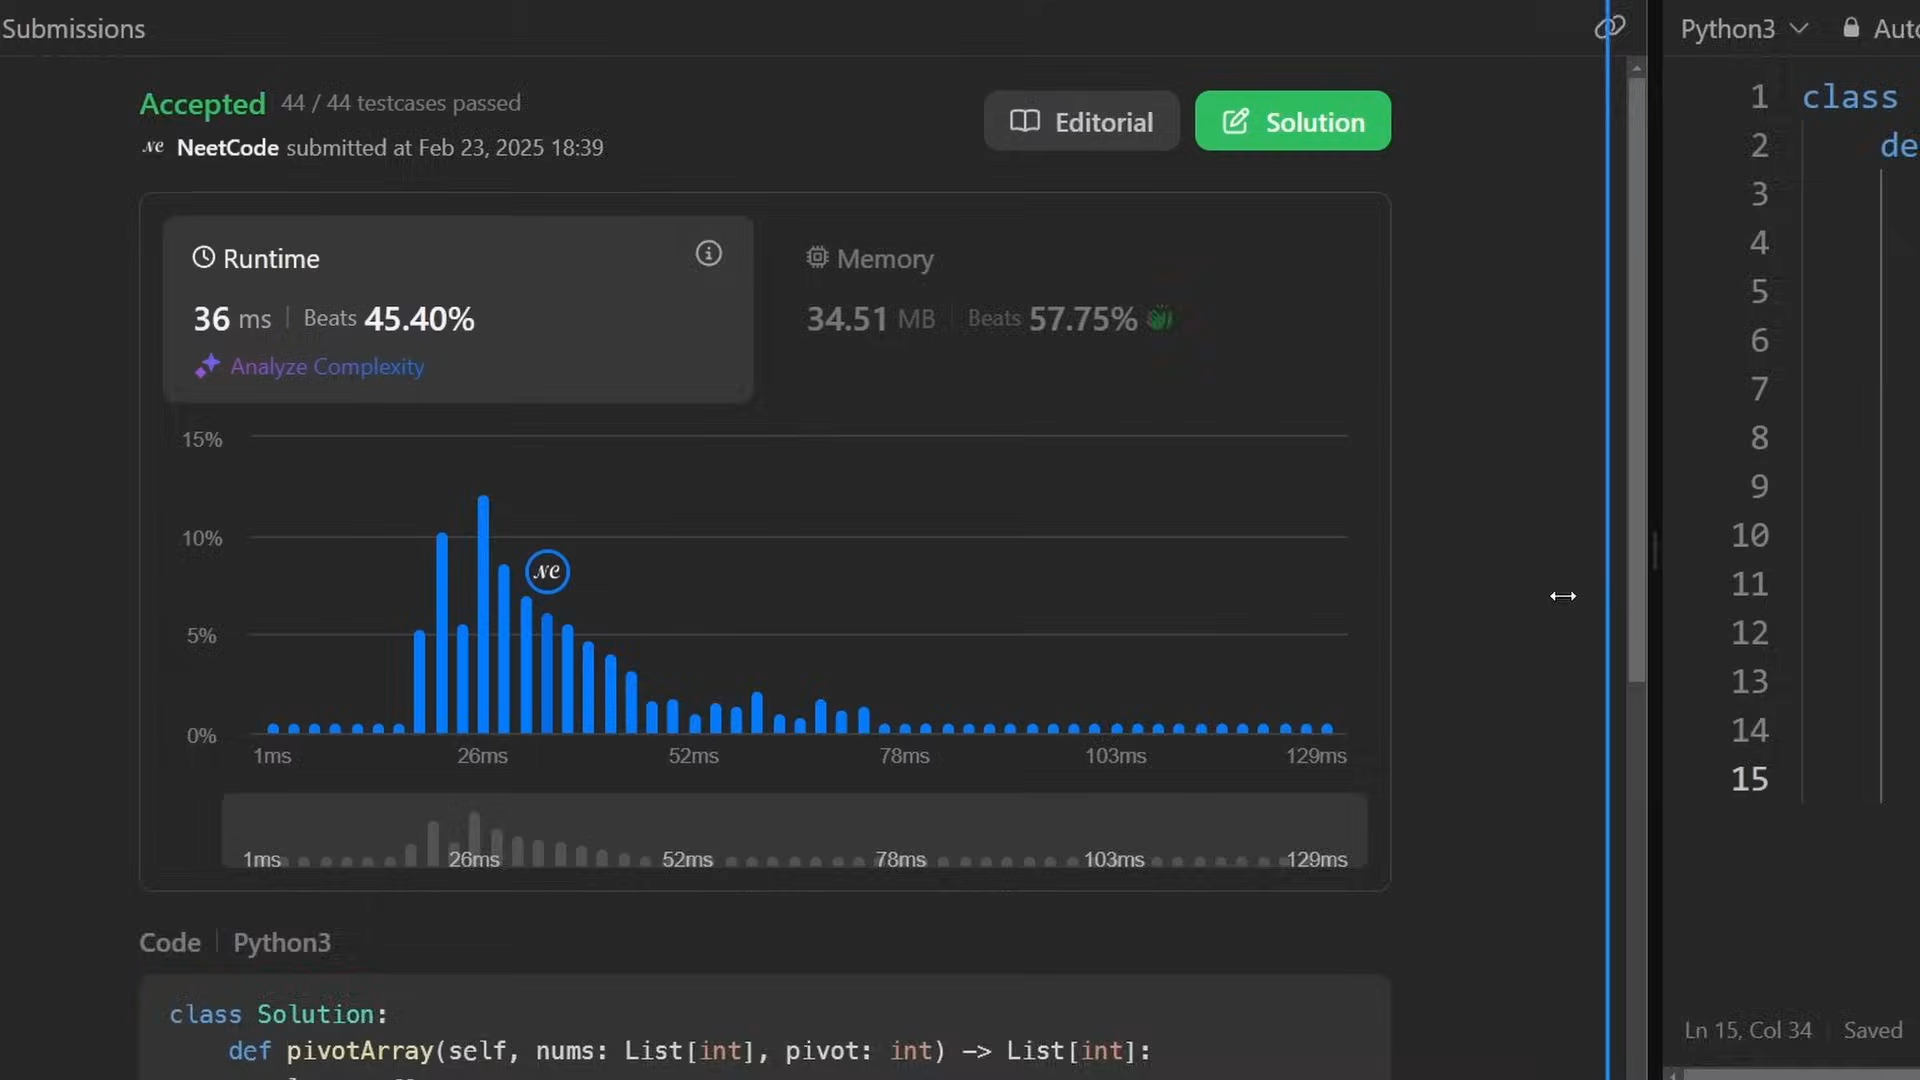 Submissions
Python3
Auto
Accepted 44 / 44 testcases passed
NC NeetCode submitted at Feb 23, 2025 18:39
Editorial
Solution
Runtime
36 ms | Beats 45.40%
Analyze Complexity
Memory
34.51 MB | Beats 57.75%
15%
10%
5%
0%
NC
1ms 26ms 52ms 78ms 103ms 129ms
1ms 26ms 52ms 78ms 103ms 129ms
Code | Python3
class Solution:
def pivotArray(self, nums: List[int], pivot: int) -> List[int]:
1 class
2 de
3
4
5
6
7
8
9
10
11
12
13
14
15
Ln 15, Col 34 | Saved